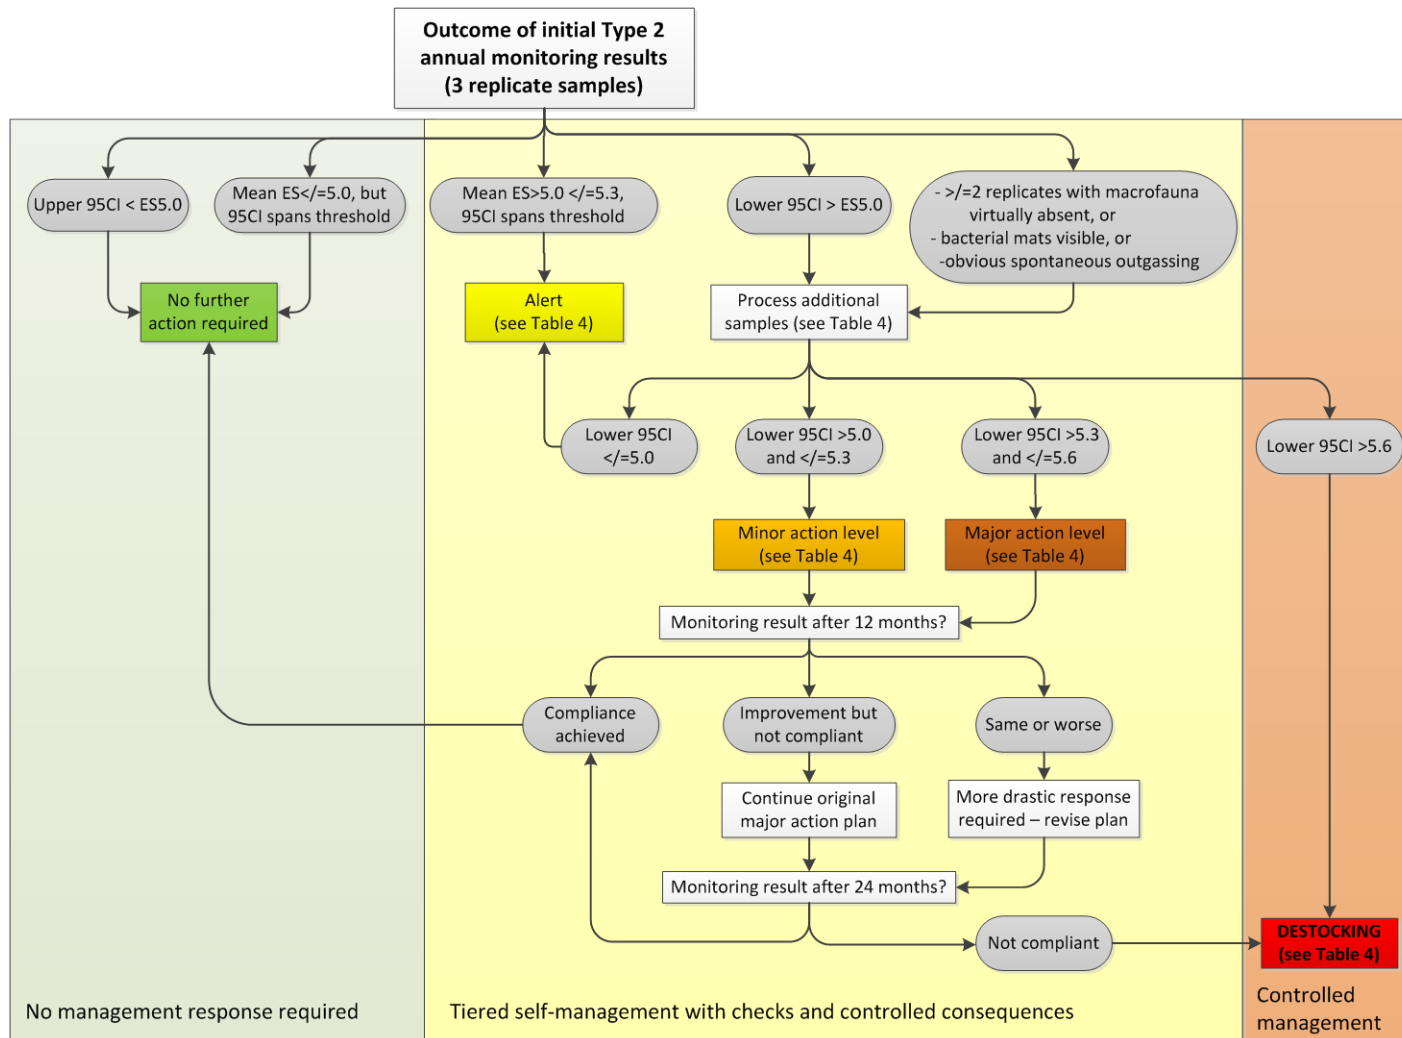 Outcome of initial Type 2
annual monitoring results
(3 replicate samples)
Upper 95CI < ES5.0
Mean ES</=5.0, but
95CI spans threshold
Mean ES>5.0 </=5.3,
95CI spans threshold
Lower 95CI > ES5.0
- >/=2 replicates with macrofauna
virtually absent, or
- bacterial mats visible, or
-obvious spontaneous outgassing
No further
action required
Alert
(see Table 4)
Process additional
samples (see Table 4)
Lower 95CI
</=5.0
Lower 95CI >5.0
and </=5.3
Lower 95CI >5.3
and </=5.6
Lower 95CI >5.6
Minor action level
(see Table 4)
Major action level
(see Table 4)
Monitoring result after 12 months?
Compliance
achieved
Improvement but
not compliant
Same or worse
Continue original
major action plan
More drastic response
required – revise plan
Monitoring result after 24 months?
Not compliant
DESTOCKING
(see Table 4)
No management response required
Tiered self-management with checks and controlled consequences
Controlled
management